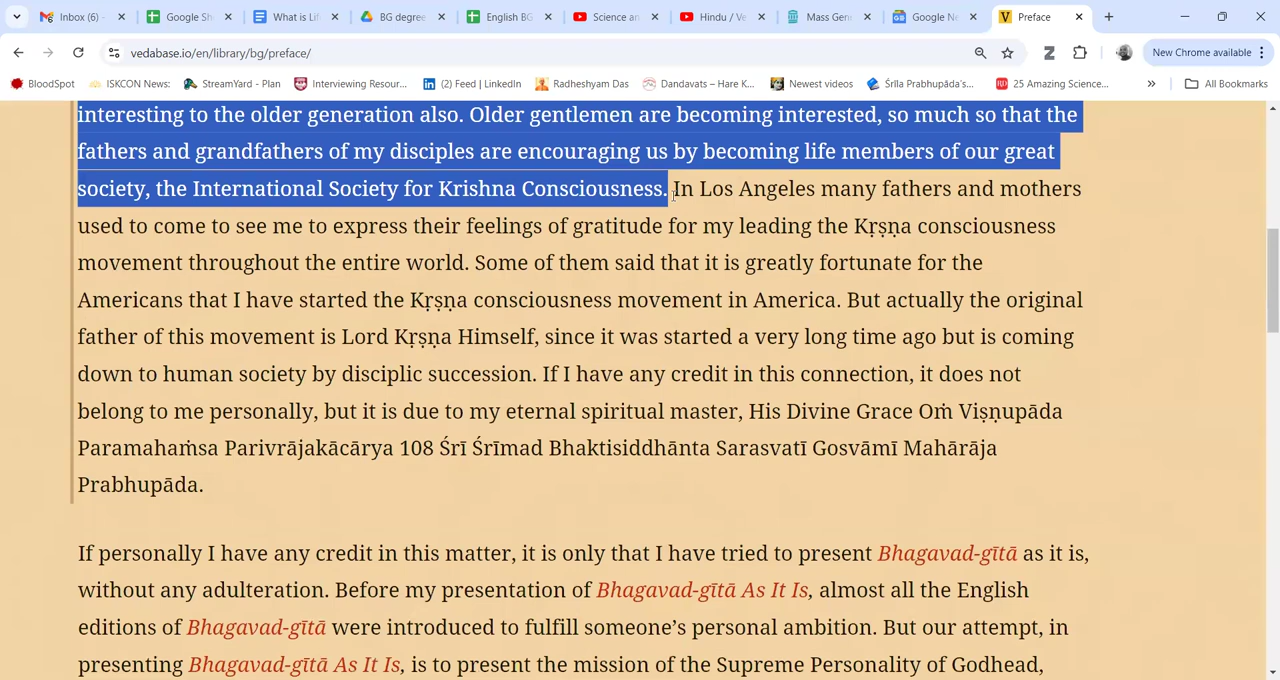 Inbox (6) -
Google Sh
What is Lif
BG degree
English BG
Science an
Hindu / Ve
Mass Gen
Google Ne
Preface
vedabase.io/en/library/bg/preface/
New Chrome available
BloodSpot
ISKCON News:
StreamYard - Plan
Interviewing Resour...
(2) Feed | LinkedIn
Radheshyam Das
Dandavats – Hare K...
Newest videos
Śrīla Prabhupāda's...
25 Amazing Science...
All Bookmarks
interesting to the older generation also. Older gentlemen are becoming interested, so much so that the
fathers and grandfathers of my disciples are encouraging us by becoming life members of our great
society, the International Society for Krishna Consciousness. In Los Angeles many fathers and mothers
used to come to see me to express their feelings of gratitude for my leading the Kṛṣṇa consciousness
movement throughout the entire world. Some of them said that it is greatly fortunate for the
Americans that I have started the Kṛṣṇa consciousness movement in America. But actually the original
father of this movement is Lord Kṛṣṇa Himself, since it was started a very long time ago but is coming
down to human society by disciplic succession. If I have any credit in this connection, it does not
belong to me personally, but it is due to my eternal spiritual master, His Divine Grace Oṁ Viṣṇupāda
Paramahaṁsa Parivrājakācārya 108 Śrī Śrīmad Bhaktisiddhānta Sarasvatī Gosvāmī Mahārāja
Prabhupāda.
If personally I have any credit in this matter, it is only that I have tried to present Bhagavad-gītā as it is,
without any adulteration. Before my presentation of Bhagavad-gītā As It Is, almost all the English
editions of Bhagavad-gītā were introduced to fulfill someone’s personal ambition. But our attempt, in
presenting Bhagavad-gītā As It Is, is to present the mission of the Supreme Personality of Godhead,